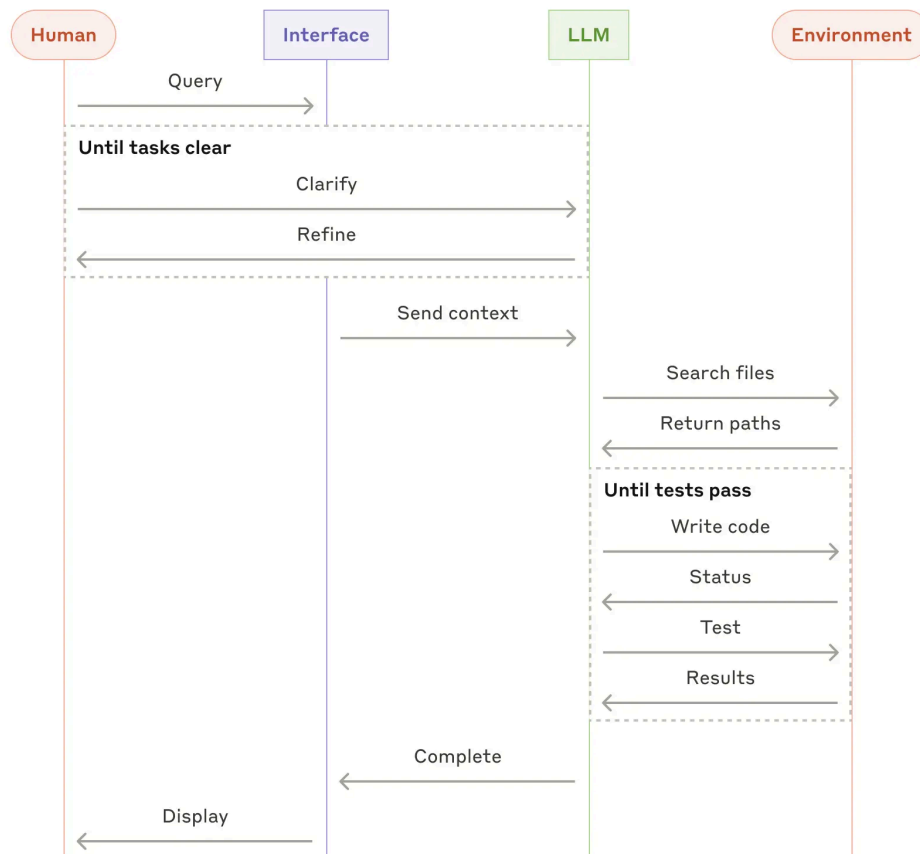 Human
Interface
LLM
Environment
Query
Until tasks clear
Clarify
Refine
Send context
Search files
Return paths
Until tests pass
Write code
Status
Test
Results
Complete
Display